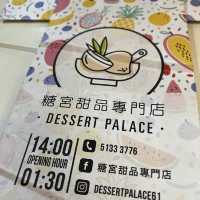 糖宮甜品專門店
· DESSERT PALACE ·
14:00
OPENING HOUR
01:30
5133 3776
糖宮甜品專門店
DESSERTPALACE61